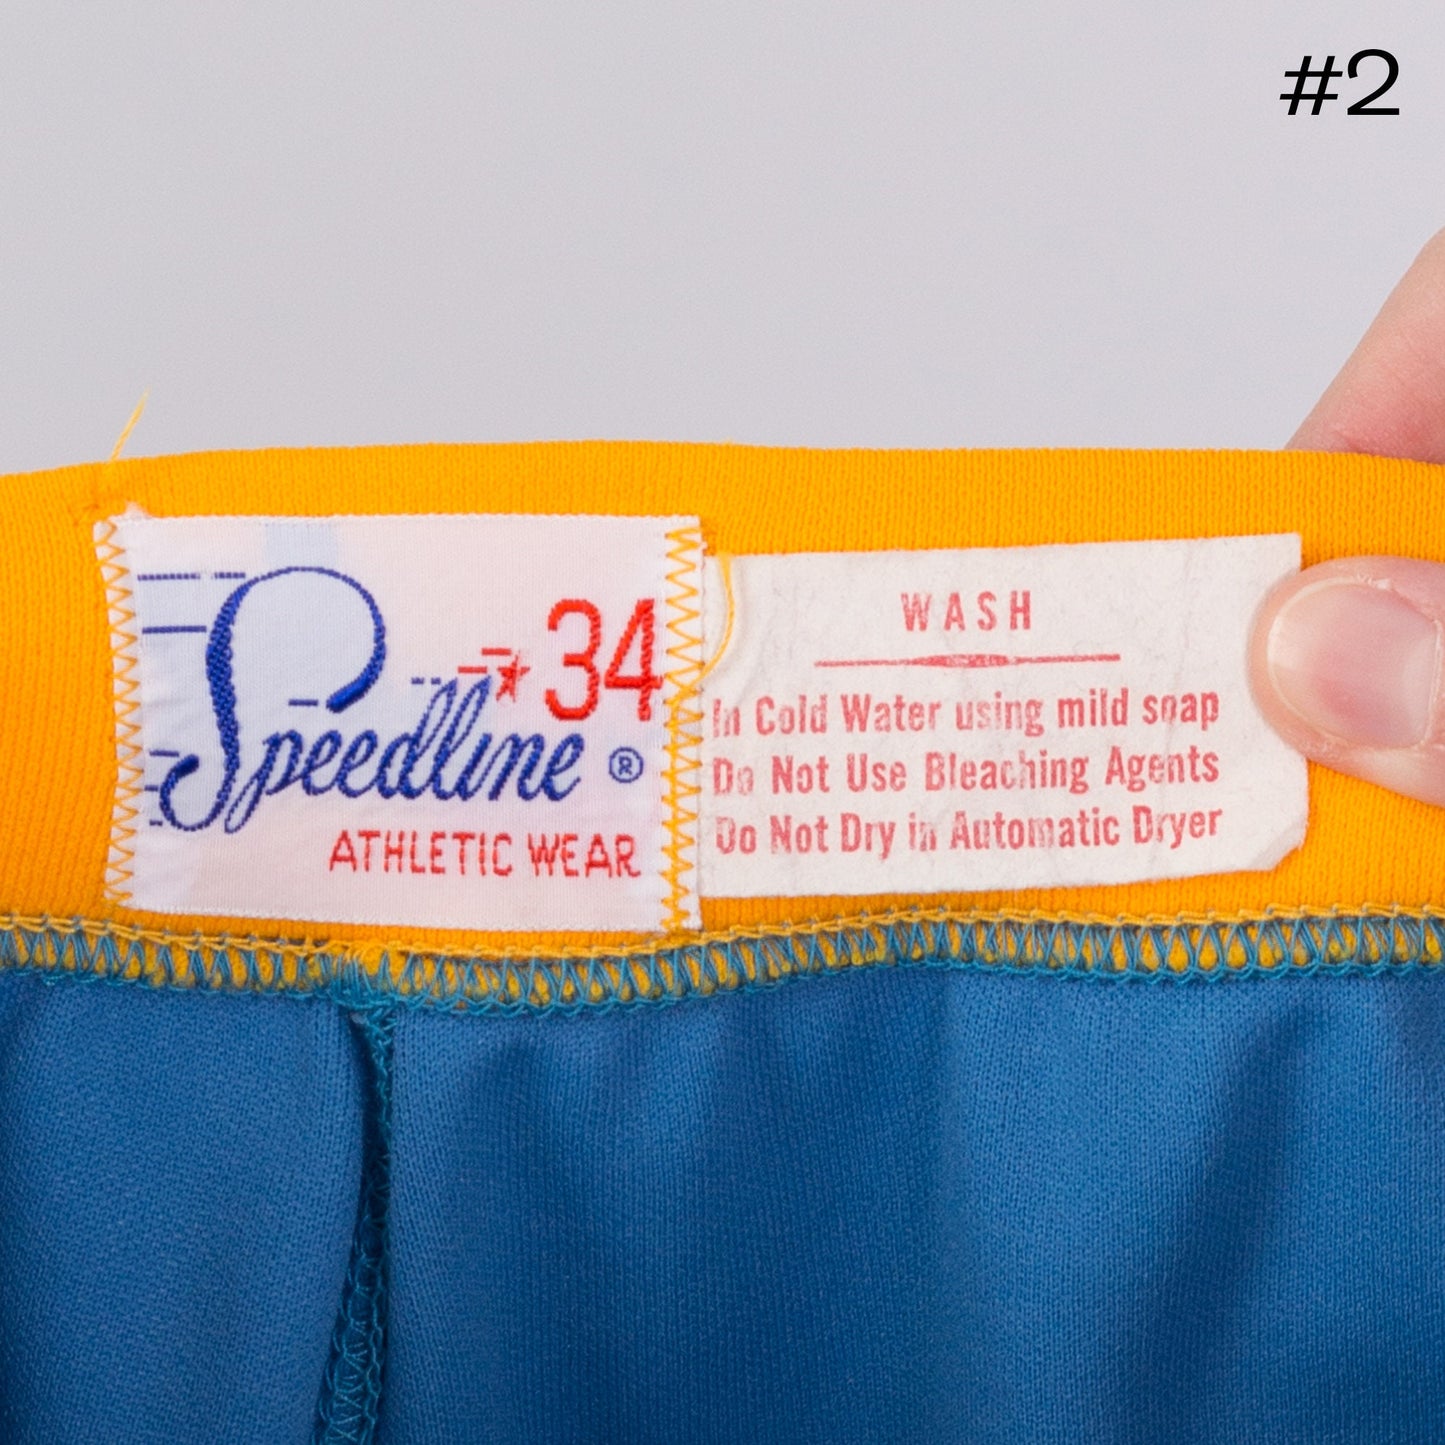 #2
34
Speedline ®
ATHLETIC WEAR
WASH
In Cold Water using mild soap
Do Not Use Bleaching Agents
Do Not Dry in Automatic Dryer